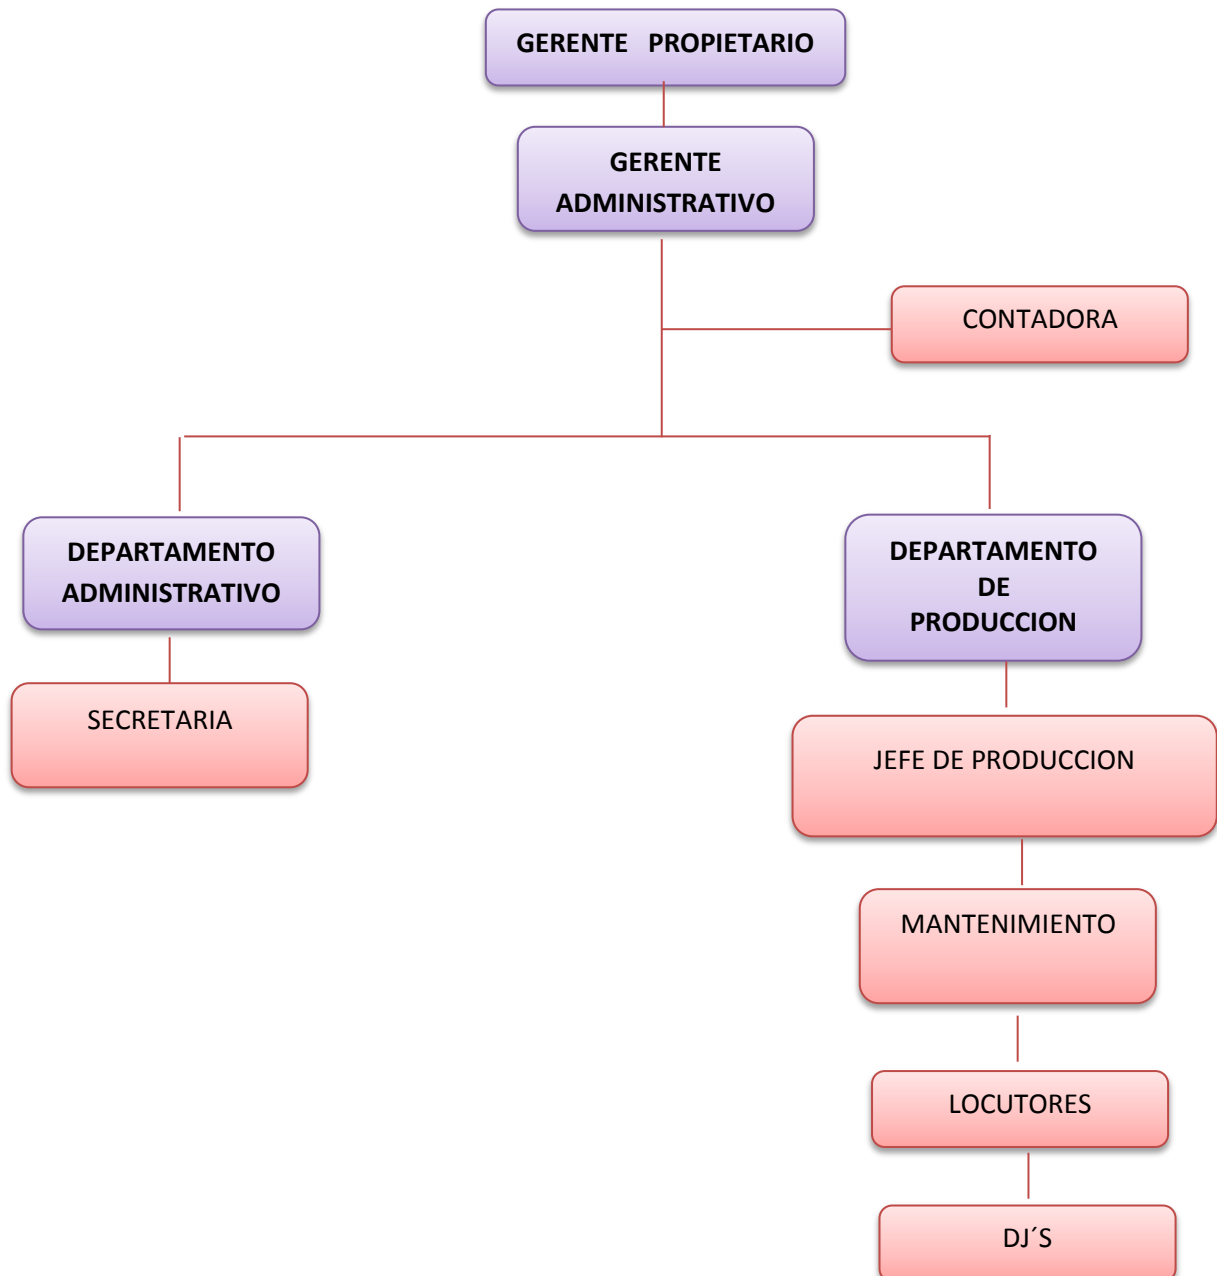 GERENTE PROPIETARIO
GERENTE
ADMINISTRATIVO
CONTADORA
DEPARTAMENTO
ADMINISTRATIVO
SECRETARIA
DEPARTAMENTO
DE
PRODUCCION
JEFE DE PRODUCCION
MANTENIMIENTO
LOCUTORES
DJ´S